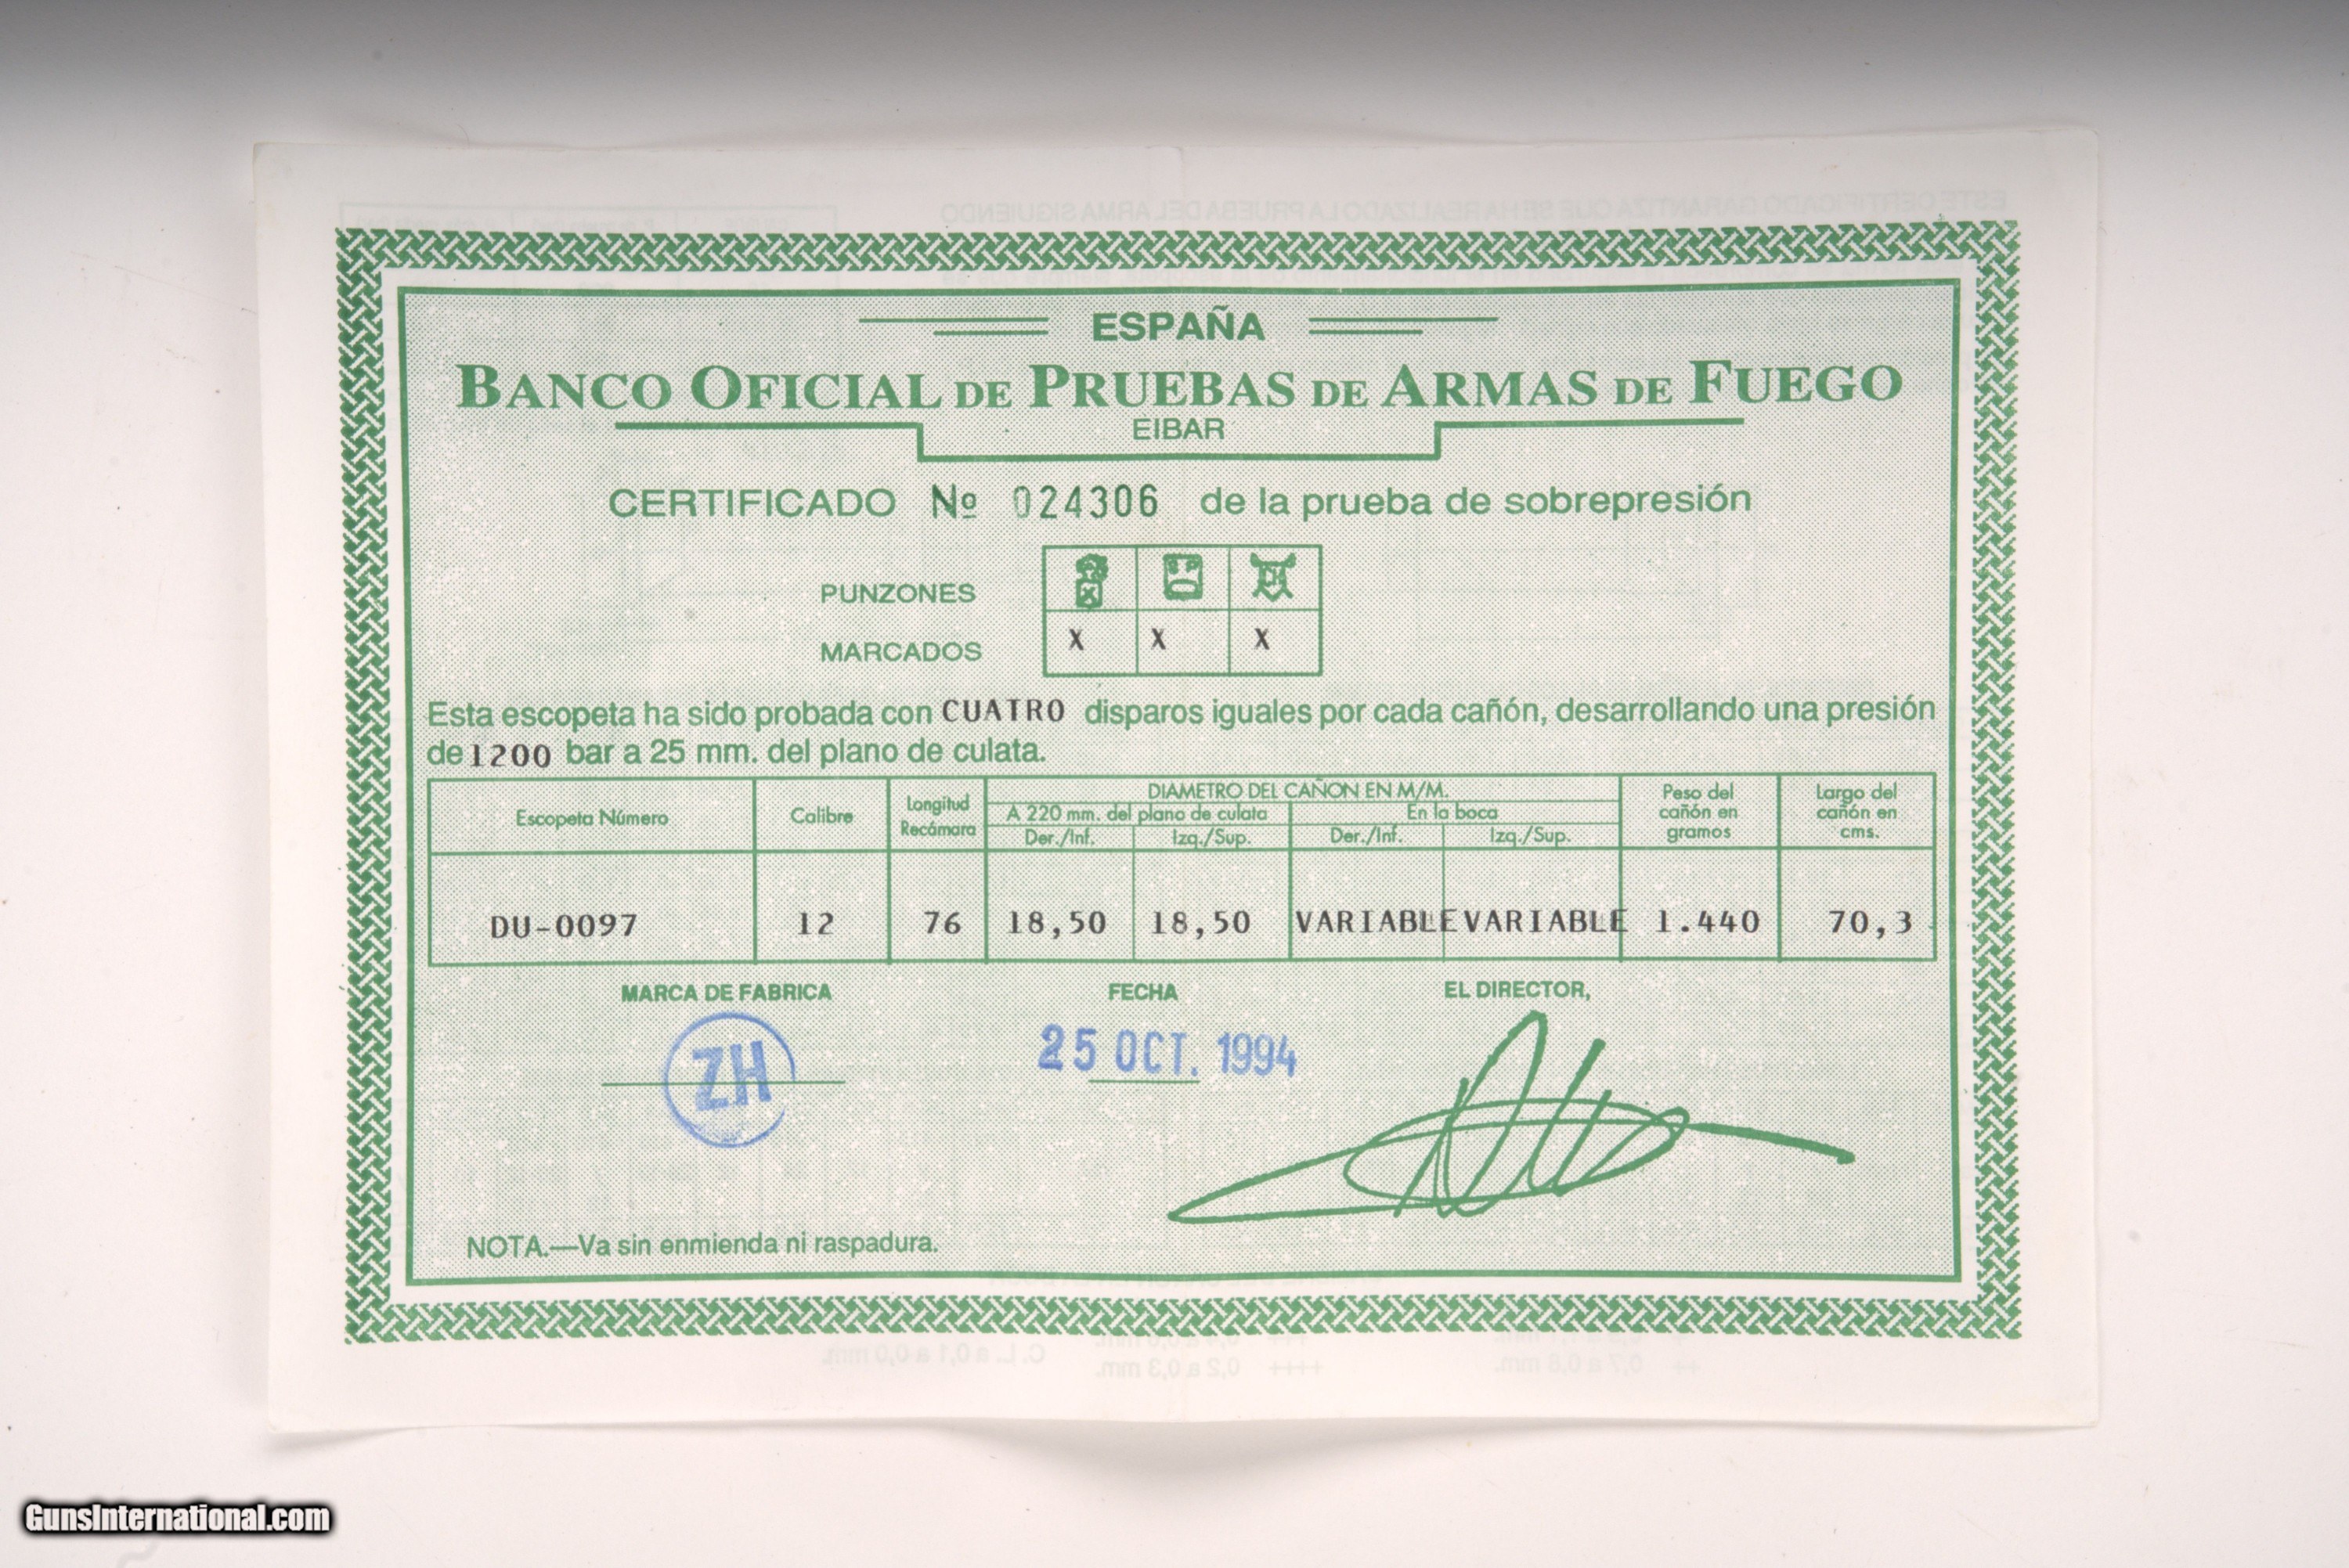 ESPAÑA
BANCO OFICIAL DE PRUEBAS DE ARMAS DE FUEGO
EIBAR
CERTIFICADO Nº 024306 de la prueba de sobrepresión
PUNZONES
MARCADOS X X X
Esta escopeta ha sido probada con CUATRO disparos iguales por cada cañón, desarrollando una presión
de 1200 bar a 25 mm. del plano de culata.
Escopeta Número
Calibre
Longitud
Recámara
DIAMETRO DEL CAÑON EN M/M.
A 220 mm. del plano de culata
En la boca
Der./Inf. Izq./Sup. Der./Inf. Izq./Sup.
Peso del
cañón en
gramos
Largo del
cañón en
cms.
DU-0097 12 76 18,50 18,50 VARIABLE VARIABLE 1.440 70,3
MARCA DE FABRICA FECHA EL DIRECTOR,
ZH 25 OCT. 1994
NOTA.—Va sin enmienda ni raspadura.
GunsInternational.com